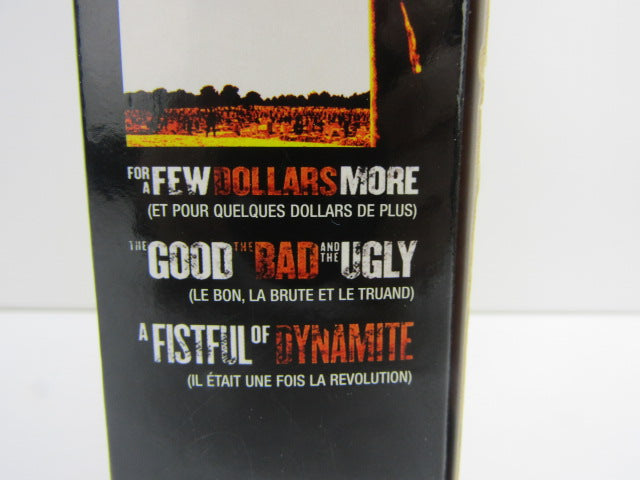 FOR A FEW DOLLARS MORE
(ET POUR QUELQUES DOLLARS DE PLUS)
THE GOOD THE BAD AND THE UGLY
(LE BON, LA BRUTE ET LE TRUAND)
A FISTFUL OF DYNAMITE
(IL ÉTAIT UNE FOIS LA REVOLUTION)